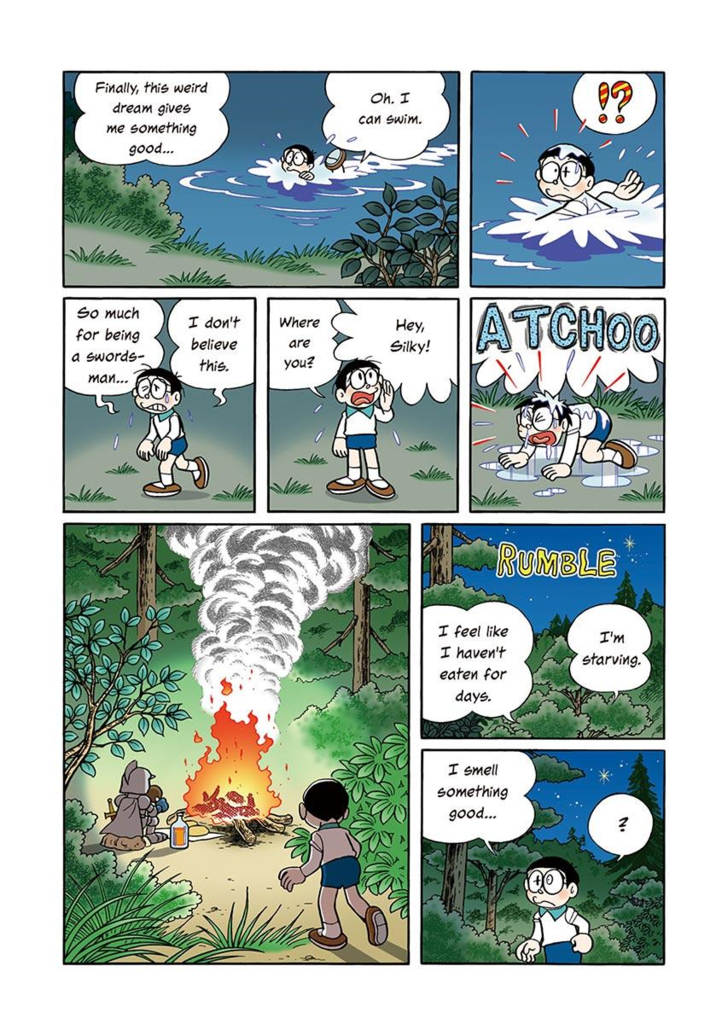 !?
Oh. I
can swim.
Finally, this weird
dream gives
me something
good...
ATCHOO
Hey,
Silky!
Where
are
you?
I don't
believe
this.
So much
for being
a swords-
man...
RUMBLE
I'm
starving.
I feel like
I haven't
eaten for
days.
?
I smell
something
good...